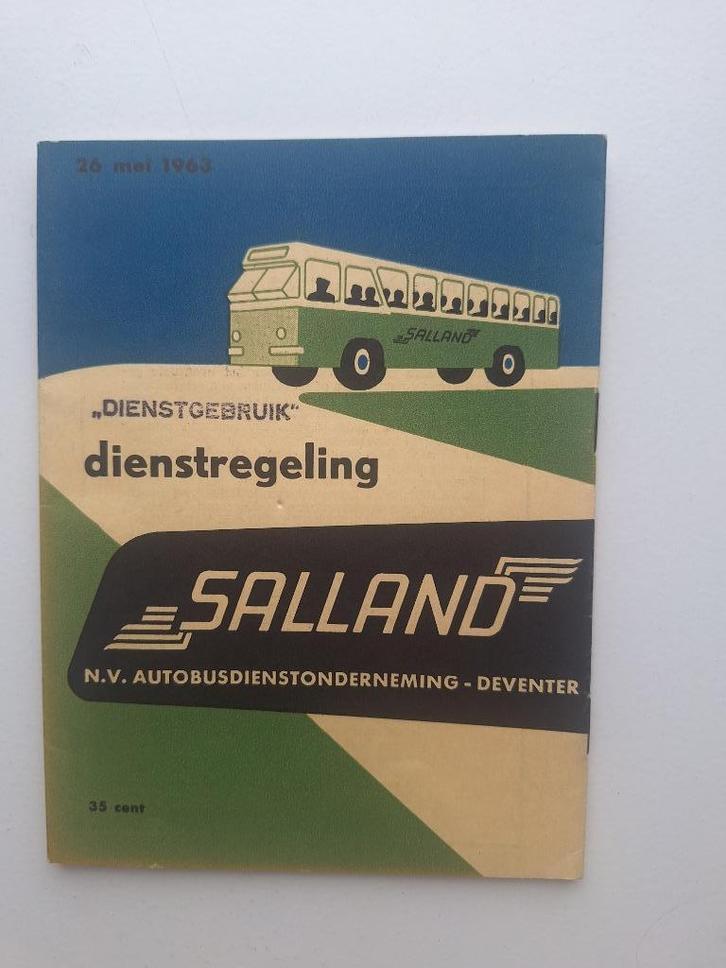 26 mei 1963
SALLAND
„DIENSTGEBRUIK"
dienstregeling
SALLAND
N.V. AUTOBUSDIENSTONDERNEMING - DEVENTER
35 cent